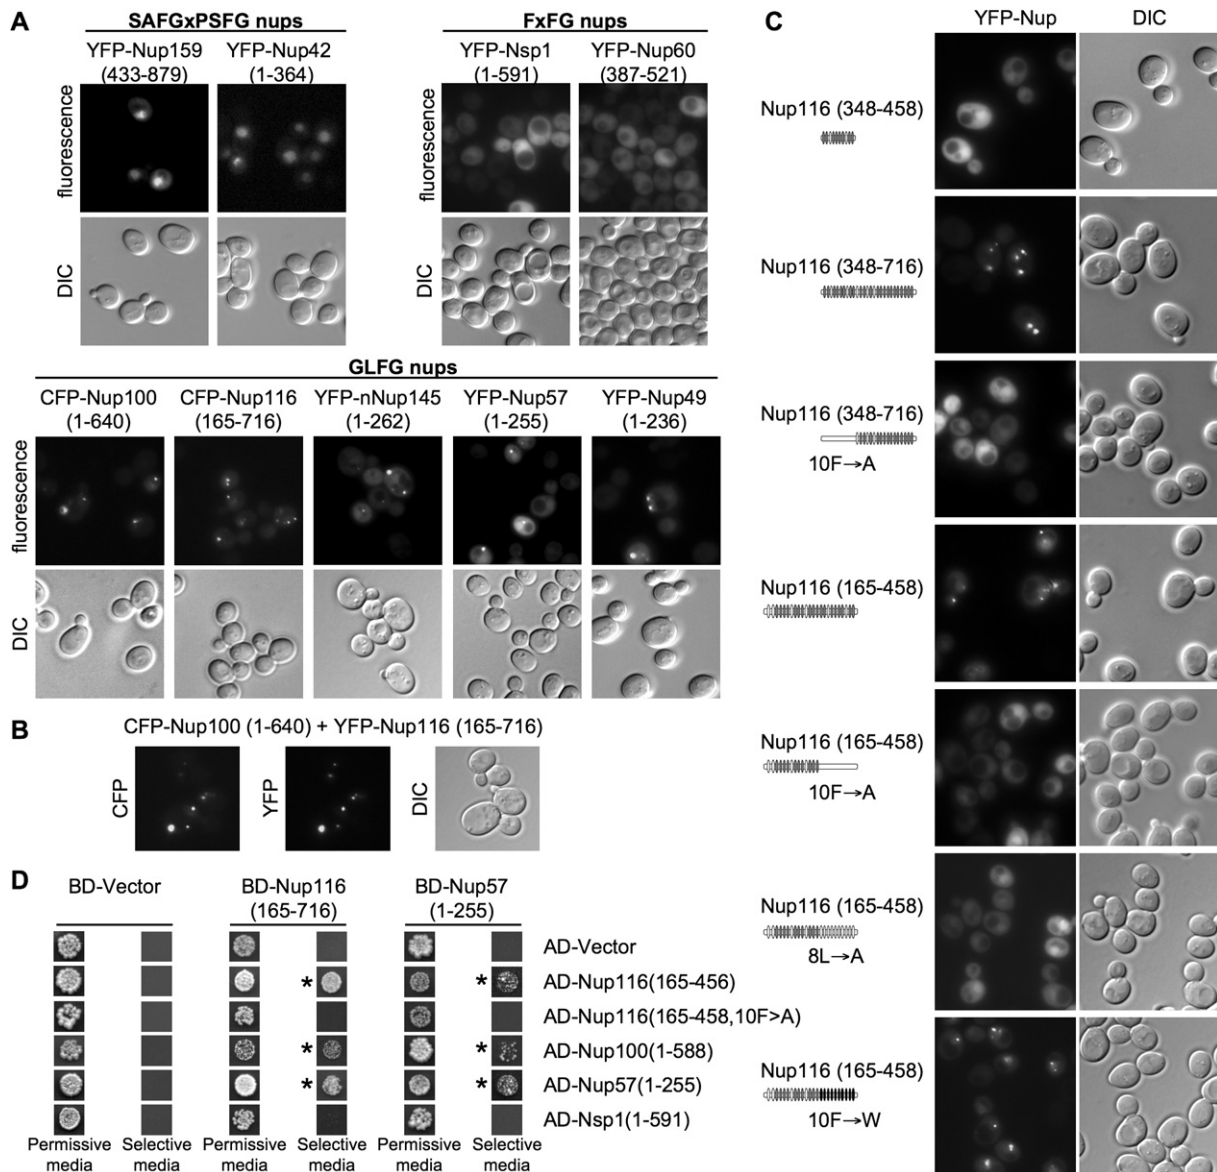 A
SAFGxPSFG nups
FxFG nups
YFP-Nup159
(433-879)
YFP-Nup42
(1-364)
YFP-Nsp1
(1-591)
YFP-Nup60
(387-521)
fluorescence
DIC
fluorescence
DIC
GLFG nups
CFP-Nup100
(1-640)
CFP-Nup116
(165-716)
YFP-nNup145
(1-262)
YFP-Nup57
(1-255)
YFP-Nup49
(1-236)
fluorescence
DIC
B
CFP-Nup100 (1-640) + YFP-Nup116 (165-716)
CFP
YFP
DIC
C
YFP-Nup
DIC
Nup116 (348-458)
Nup116 (348-716)
Nup116 (348-716)
10F→A
Nup116 (165-458)
Nup116 (165-458)
10F→A
Nup116 (165-458)
8L→A
Nup116 (165-458)
10F→W
D
BD-Vector
BD-Nup116
(165-716)
BD-Nup57
(1-255)
AD-Vector
* * AD-Nup116(165-456)
AD-Nup116(165-458,10F>A)
* * AD-Nup100(1-588)
* * AD-Nup57(1-255)
AD-Nsp1(1-591)
Permissive
media
Selective
media
Permissive
media
Selective
media
Permissive
media
Selective
media